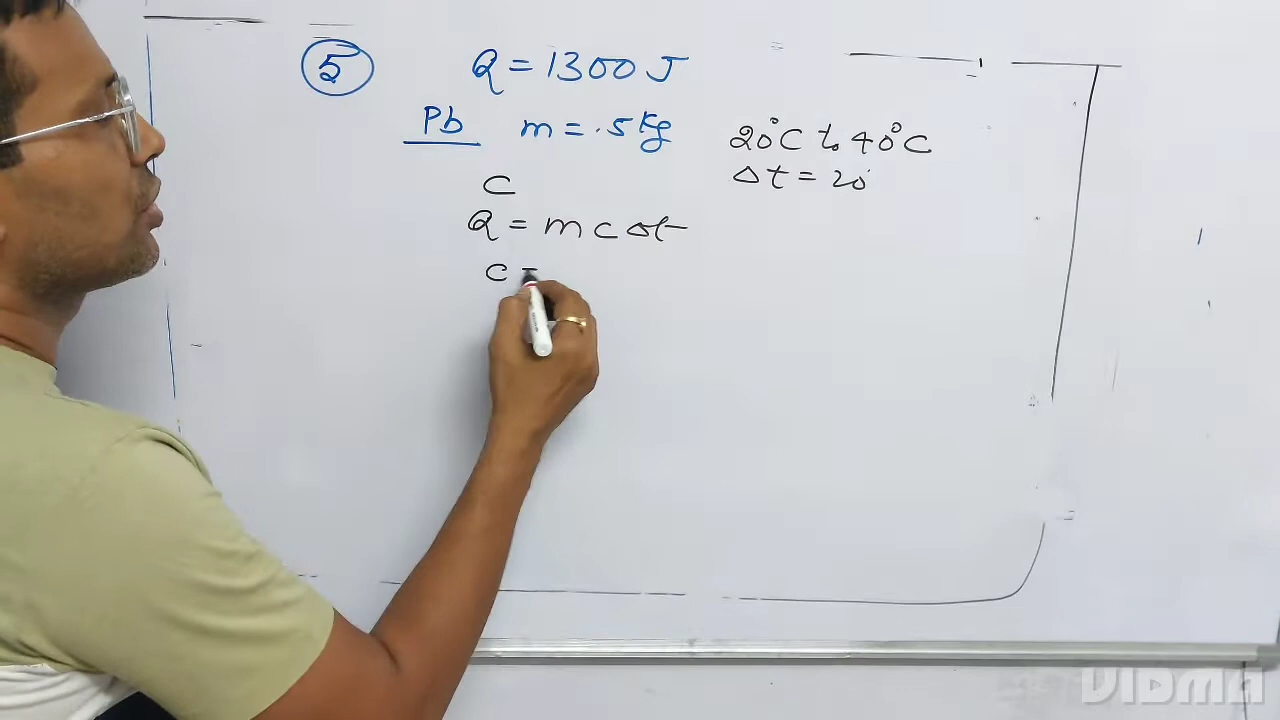 5 Q = 1300 J
Pb m = .5 Kg
20°C to 40°C
Δt = 20
C
Q = m c Δt
C =
VIDMA